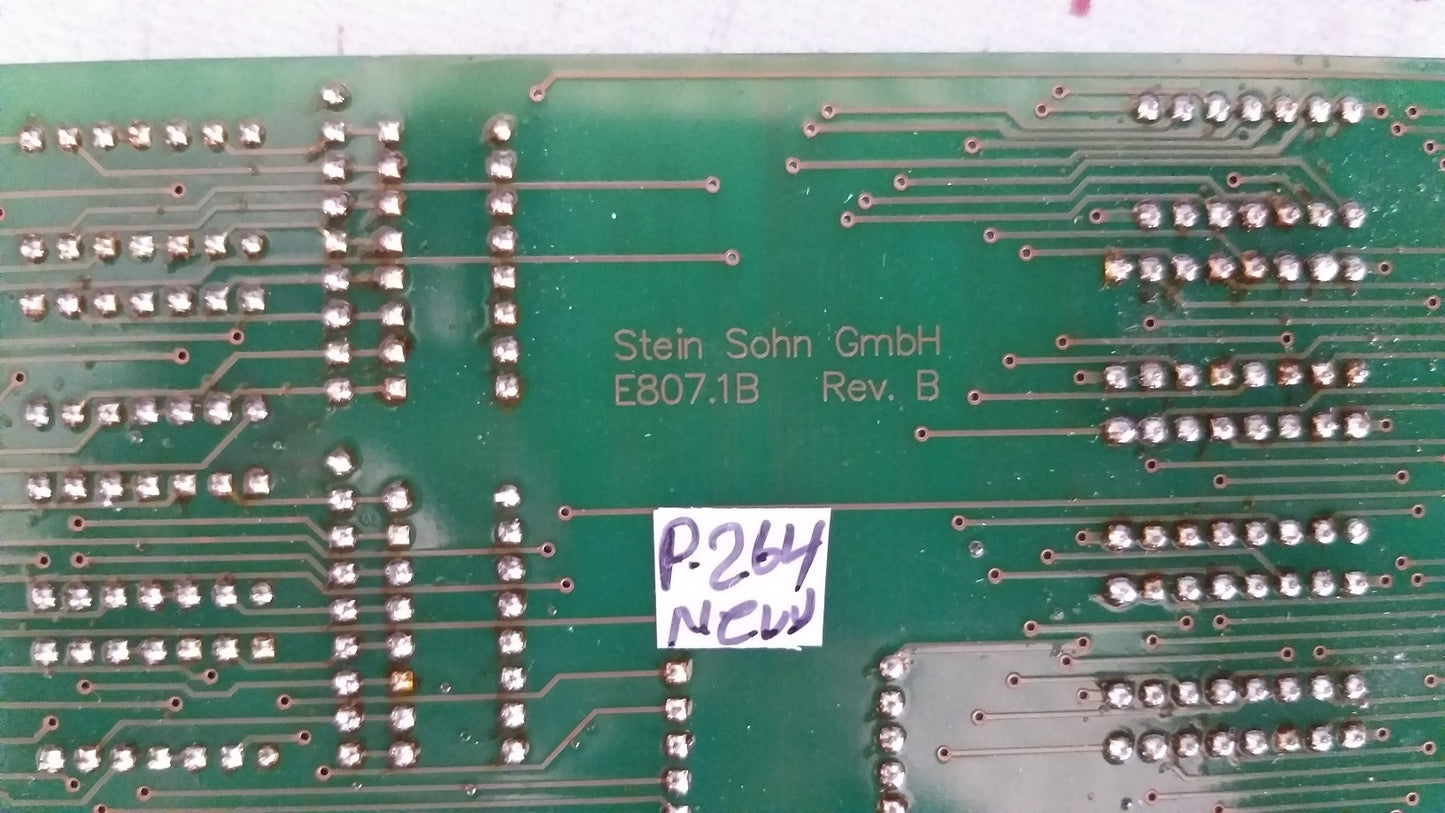 Stein Sohn GmbH
E807.1B Rev. B
P.264
NEW